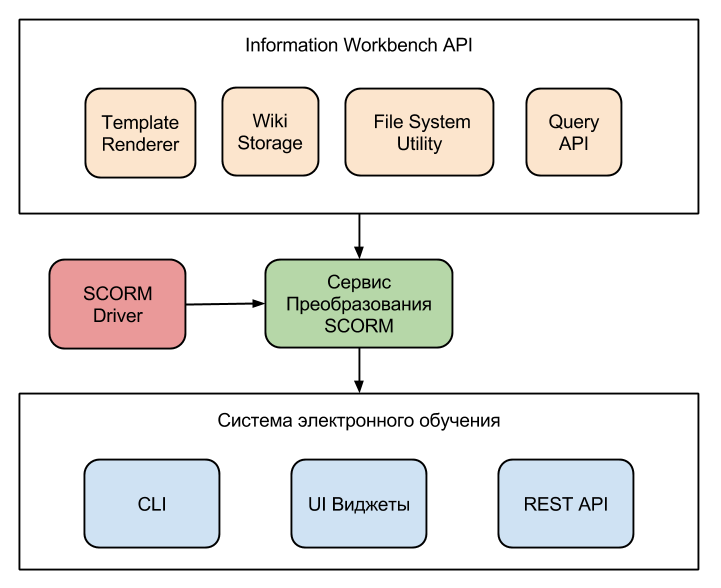 Information Workbench API
Template
Renderer
Wiki
Storage
File System
Utility
Query
API
SCORM
Driver
Сервис
Преобразования
SCORM
Система электронного обучения
CLI
UI Виджеты
REST API